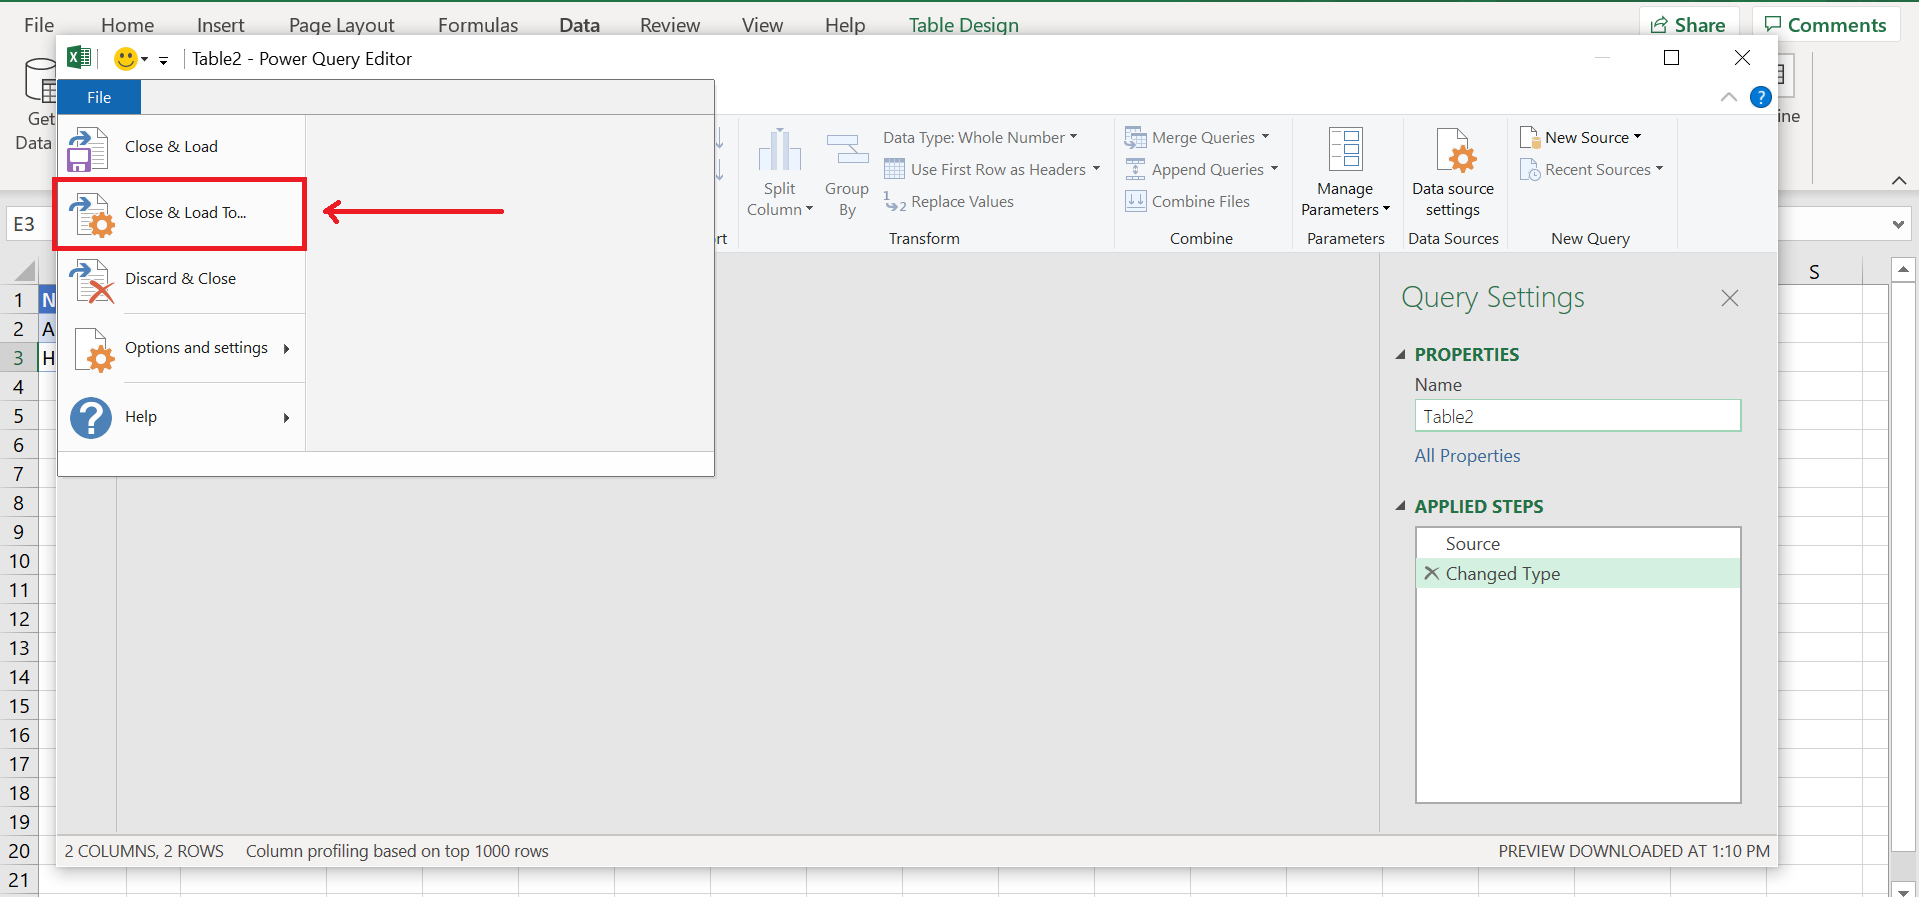 File Home Insert Page Layout Formulas Data Review View Help Table Design Share Comments
Table2 - Power Query Editor
File
Get
Data
Close & Load
Close & Load To...
Discard & Close
Options and settings
Help
Split
Column
Group
By
Data Type: Whole Number
Use First Row as Headers
1 2 Replace Values
Transform
Merge Queries
Append Queries
Combine Files
Combine
Manage
Parameters
Parameters
Data source
settings
Data Sources
New Source
Recent Sources
New Query
rt
ine
E3
S
1 N
2 A
3 H
4
5
6
7
8
9
10
11
12
13
14
15
16
17
18
19
20
21
Query Settings
PROPERTIES
Name
Table2
All Properties
APPLIED STEPS
Source
Changed Type
2 COLUMNS, 2 ROWS Column profiling based on top 1000 rows PREVIEW DOWNLOADED AT 1:10 PM